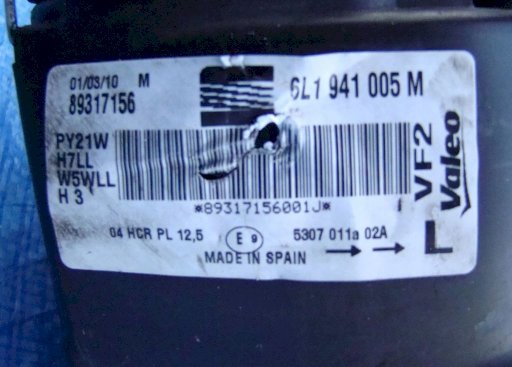 01/03/10 M
89317156
6L1 941 005 M
PY21W
H7LL
W5WLL
H 3
*89317156001J*
04 HCR PL 12,5
E 9
5307 011a 02A
MADE IN SPAIN
VF2
Valeo
L